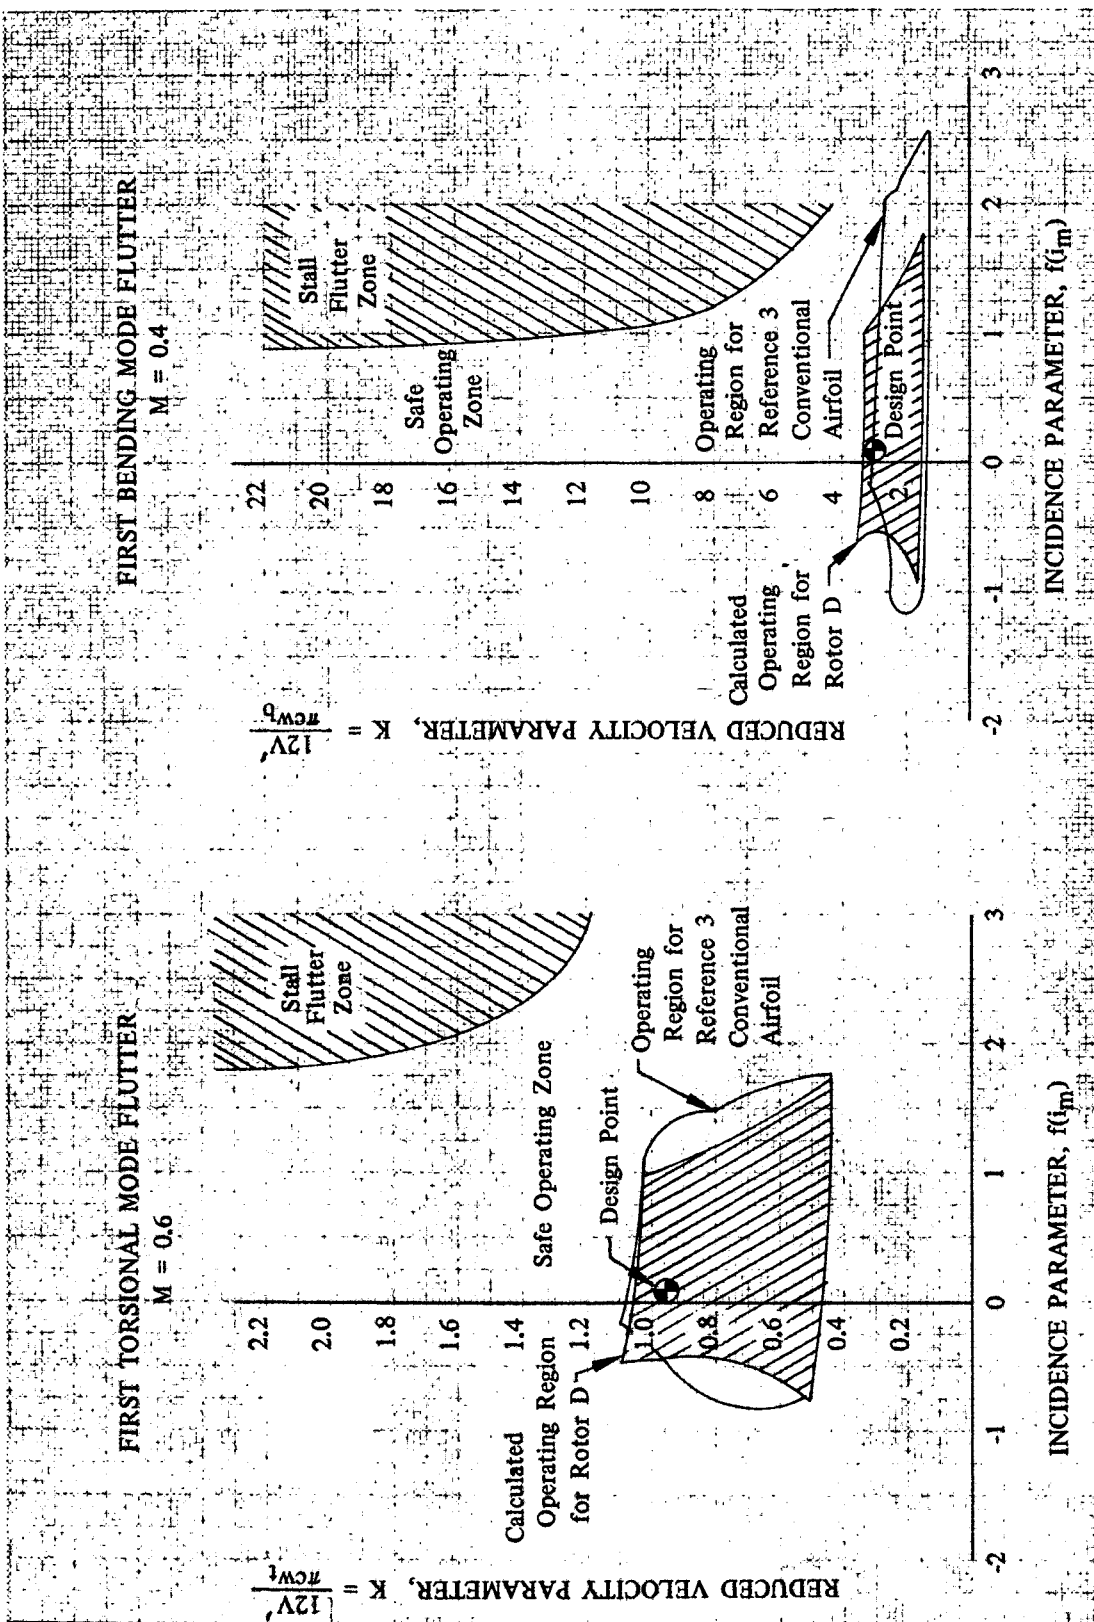 FIRST TORSIONAL MODE FLUTTER
M = 0.6
REDUCED VELOCITY PARAMETER, K = 12V'/πcwt
2.2
2.0
1.8
1.6
1.4
1.2
1.0
0.8
0.6
0.4
0.2
Stall
Flutter
Zone
Safe Operating Zone
Design Point
Calculated
Operating Region
for Rotor D
Operating
Region for
Reference 3
Conventional
Airfoil
-2
-1
0
1
2
3
INCIDENCE PARAMETER, f(im)
FIRST BENDING MODE FLUTTER
M = 0.4
REDUCED VELOCITY PARAMETER, K = 12V'/πcwb
22
20
18
16
14
12
10
8
6
4
2
Stall
Flutter
Zone
Safe
Operating
Zone
Operating
Region for
Reference 3
Conventional
Airfoil
Design Point
Calculated
Operating
Region for
Rotor D
-2
-1
0
1
2
3
INCIDENCE PARAMETER, f(im)